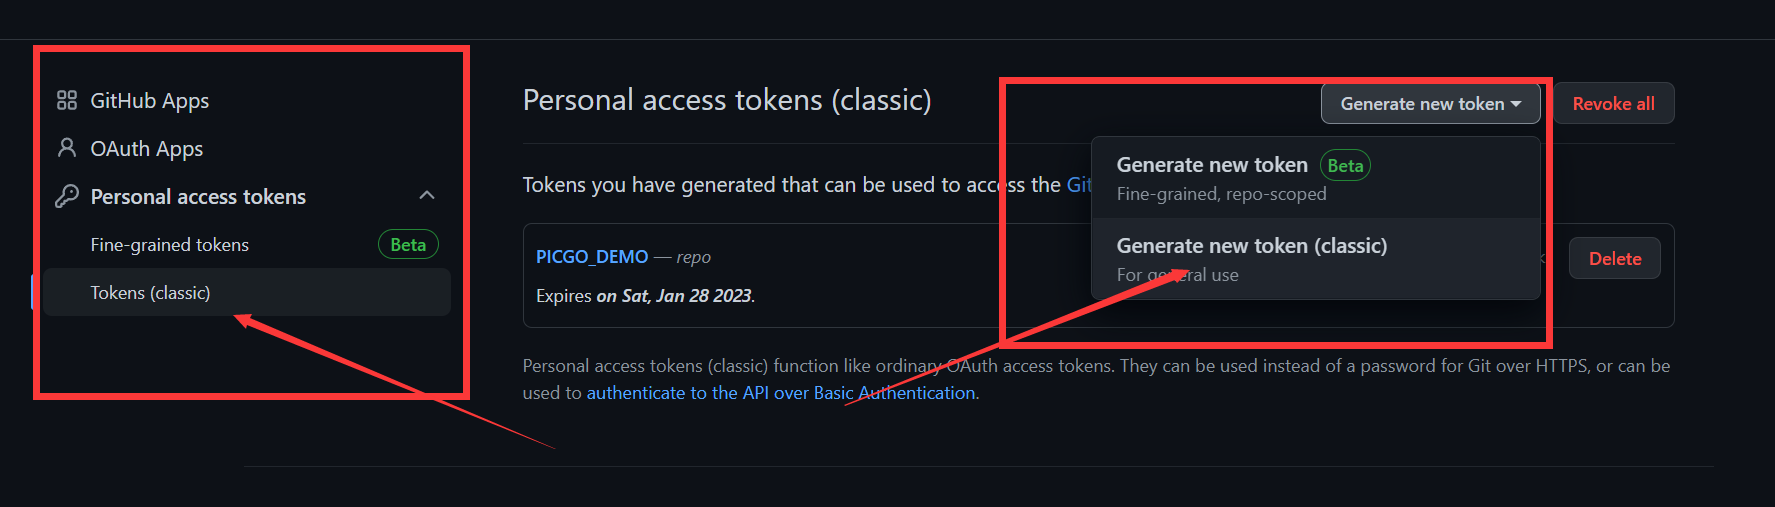 GitHub Apps
OAuth Apps
Personal access tokens
Fine-grained tokens Beta
Tokens (classic)
Personal access tokens (classic)
Generate new token
Revoke all
Generate new token Beta
Fine-grained, repo-scoped
Generate new token (classic)
For general use
Tokens you have generated that can be used to access the Git
PICGO_DEMO — repo
Delete
Expires on Sat, Jan 28 2023.
Personal access tokens (classic) function like ordinary OAuth access tokens. They can be used instead of a password for Git over HTTPS, or can be
used to authenticate to the API over Basic Authentication.